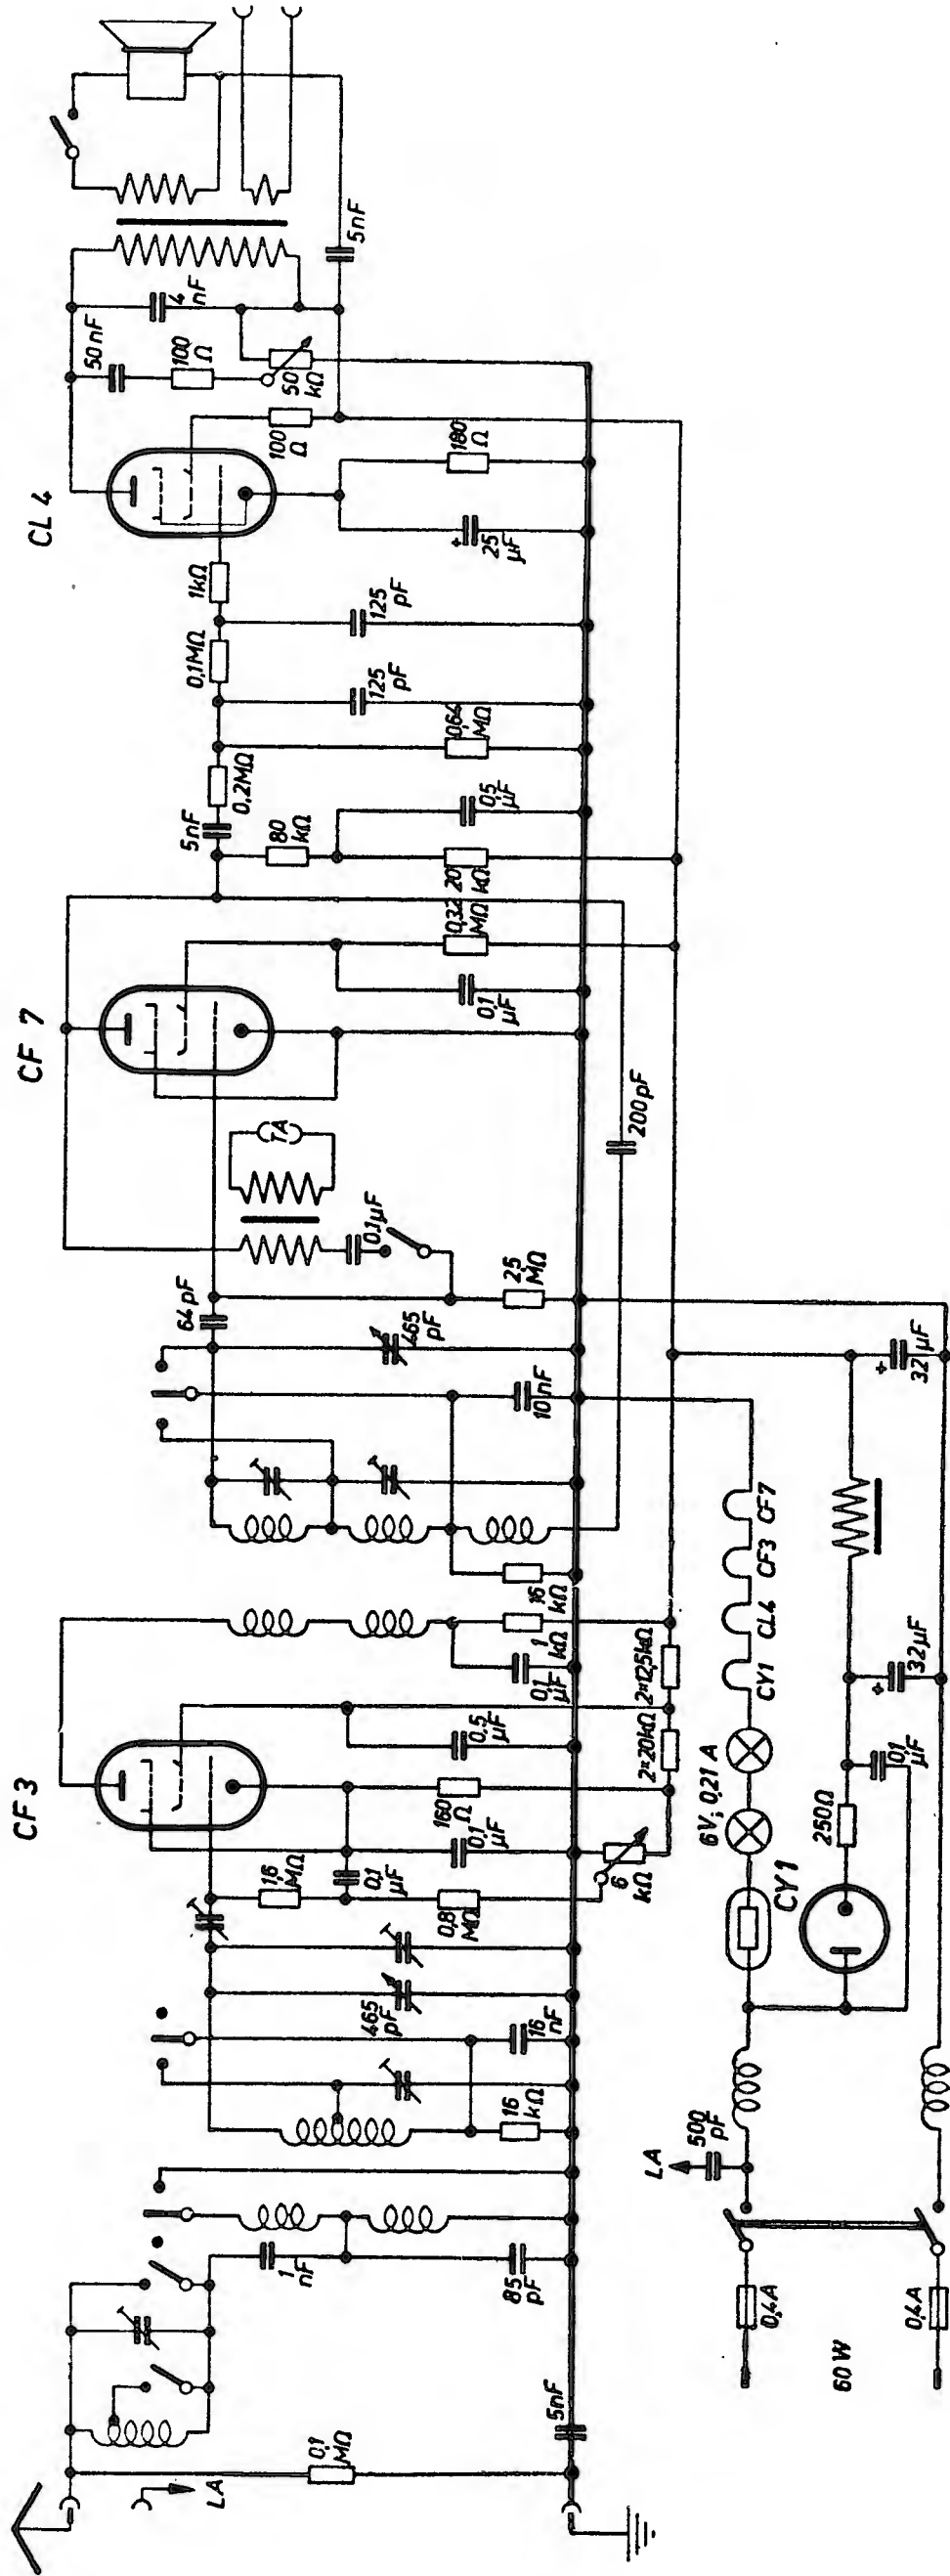 CF 3
CF 7
CL 4
LA
0,1
MΩ
5nF
1
nF
85
pF
16
kΩ
16
nF
465
pF
1,6
MΩ
0,1
μF
0,8
MΩ
0,1
μF
160
Ω
6
kΩ
0,5
μF
2×20kΩ
2×12,5kΩ
0,1
μF
1
kΩ
16
kΩ
10nF
465
pF
64pF
2,5
MΩ
0,1μF
TA
200pF
0,1
μF
0,32
MΩ
20
kΩ
0,5
μF
80
kΩ
5nF
0,2MΩ
0,64
MΩ
125
pF
0,1MΩ
125
pF
1kΩ
25
μF
+
180
Ω
100
Ω
50
kΩ
100
Ω
50nF
4
nF
5nF
60W
0,4A
0,4A
LA
500
pF
CY1
250Ω
0,1
μF
6V; 0,21 A
CY1
CL4
CF3
CF7
32μF
+
32
μF
+